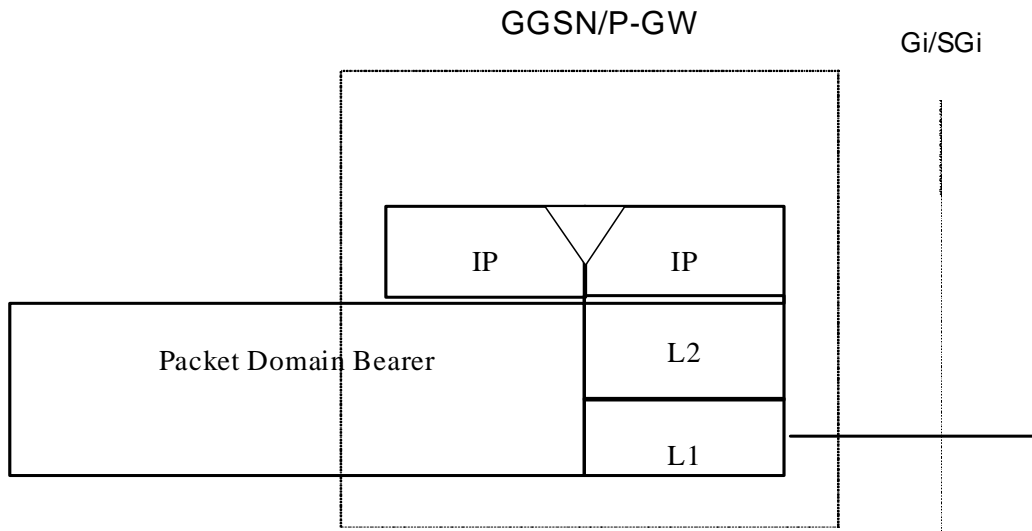 GGSN/P-GW
Gi/SGi
IP
IP
Packet Domain Bearer
L2
L1